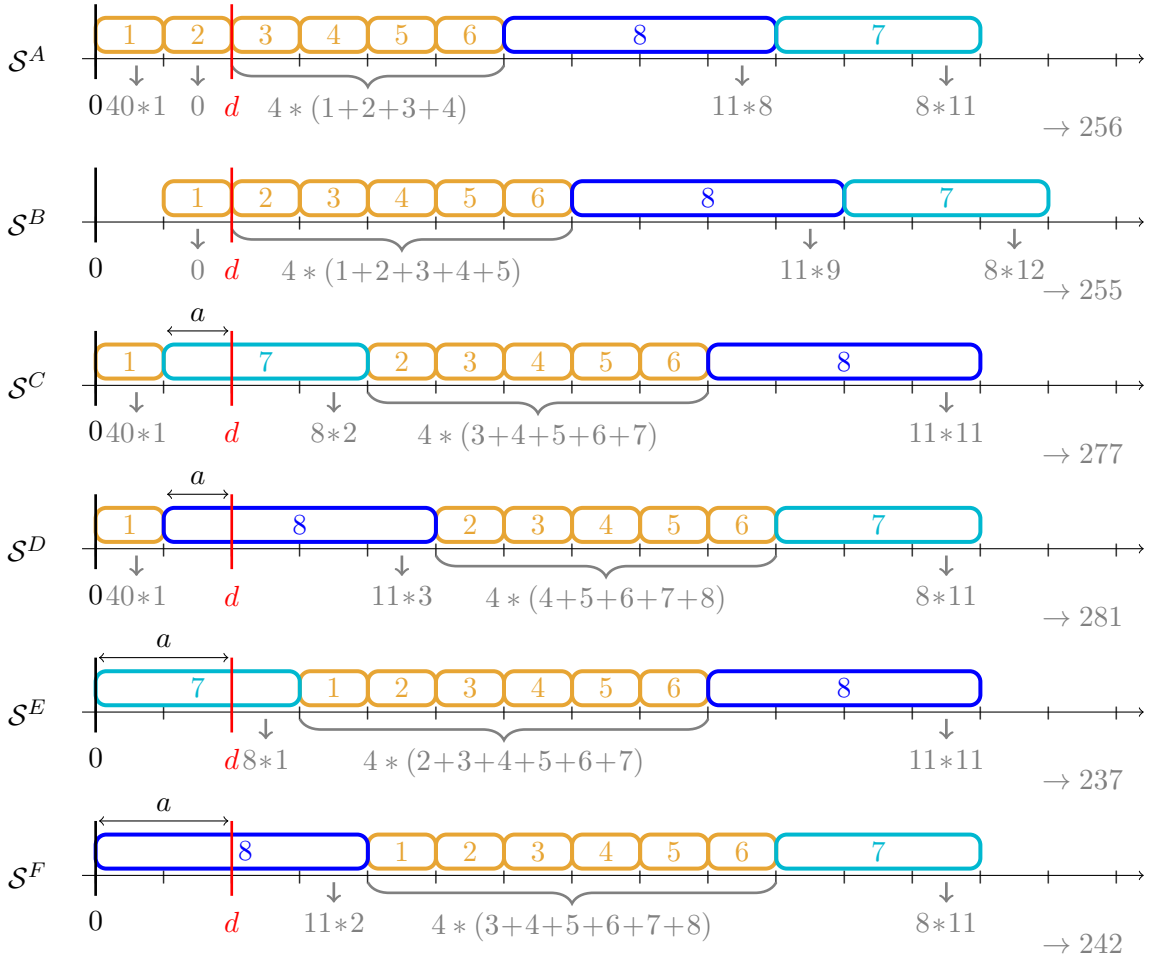 1 2 3 4 5 6 8 7
𝒮^A
0 40∗1 0 d 4 ∗ (1+2+3+4) 11∗8 8∗11
→ 256
1 2 3 4 5 6 8 7
𝒮^B
0 0 d 4 ∗ (1+2+3+4+5) 11∗9 8∗12
→ 255
a
1 7 2 3 4 5 6 8
𝒮^C
0 40∗1 d 8∗2 4 ∗ (3+4+5+6+7) 11∗11
→ 277
a
1 8 2 3 4 5 6 7
𝒮^D
0 40∗1 d 11∗3 4 ∗ (4+5+6+7+8) 8∗11
→ 281
a
7 1 2 3 4 5 6 8
𝒮^E
0 d 8∗1 4 ∗ (2+3+4+5+6+7) 11∗11
→ 237
a
8 1 2 3 4 5 6 7
𝒮^F
0 d 11∗2 4 ∗ (3+4+5+6+7+8) 8∗11
→ 242